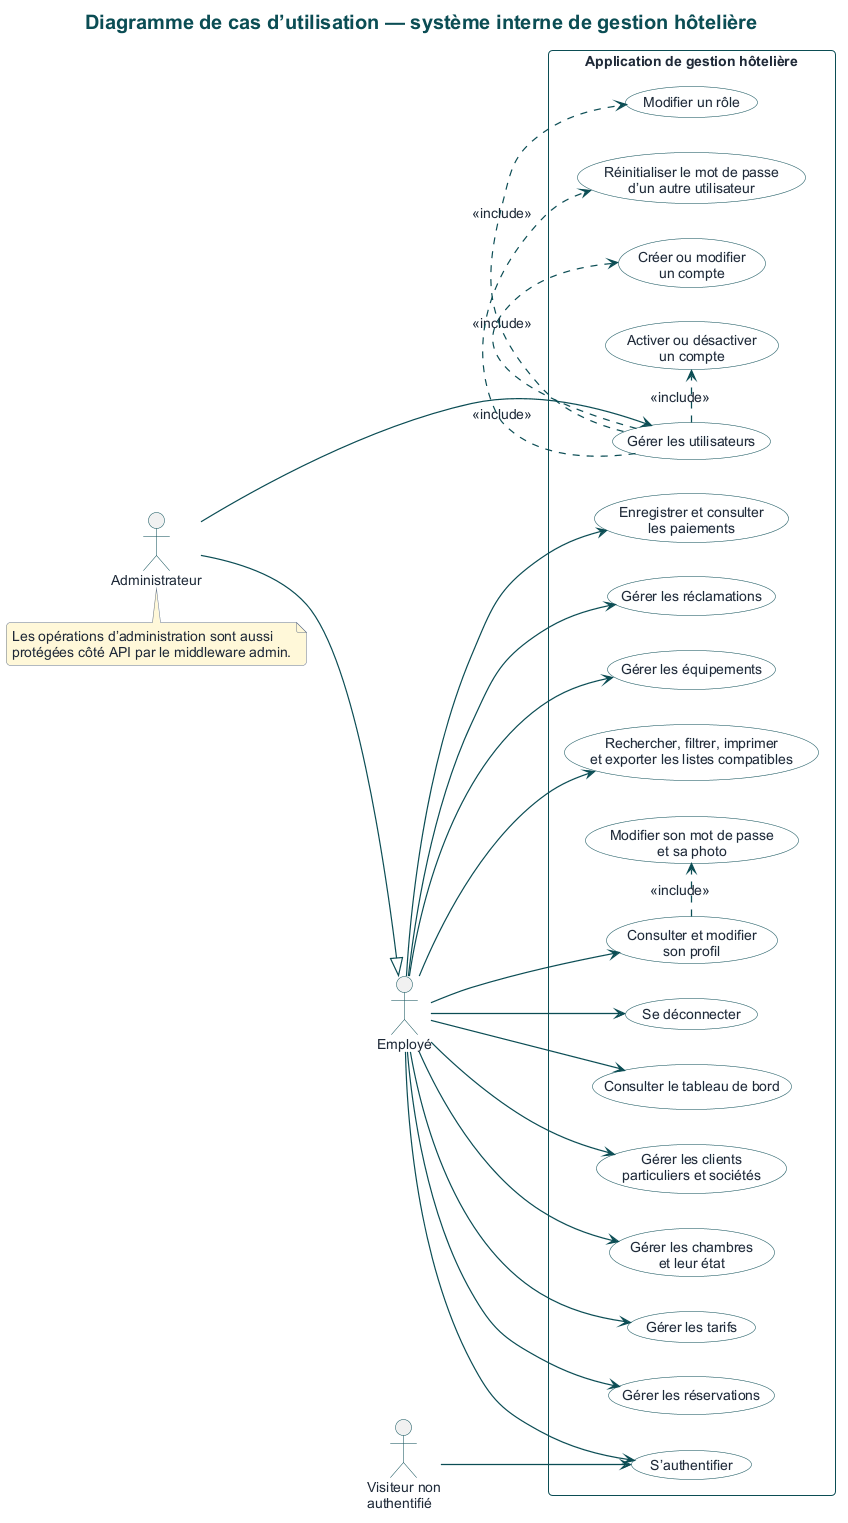 Diagramme de cas d’utilisation — système interne de gestion hôtelière
Application de gestion hôtelière
Modifier un rôle
Réinitialiser le mot de passe
d’un autre utilisateur
«include»
Créer ou modifier
un compte
«include»
Activer ou désactiver
un compte
«include»
«include»
Gérer les utilisateurs
Enregistrer et consulter
les paiements
Administrateur
Gérer les réclamations
Les opérations d’administration sont aussi
protégées côté API par le middleware admin.
Gérer les équipements
Rechercher, filtrer, imprimer
et exporter les listes compatibles
Modifier son mot de passe
et sa photo
«include»
Consulter et modifier
son profil
Se déconnecter
Employé
Consulter le tableau de bord
Gérer les clients
particuliers et sociétés
Gérer les chambres
et leur état
Gérer les tarifs
Gérer les réservations
S’authentifier
Visiteur non
authentifié